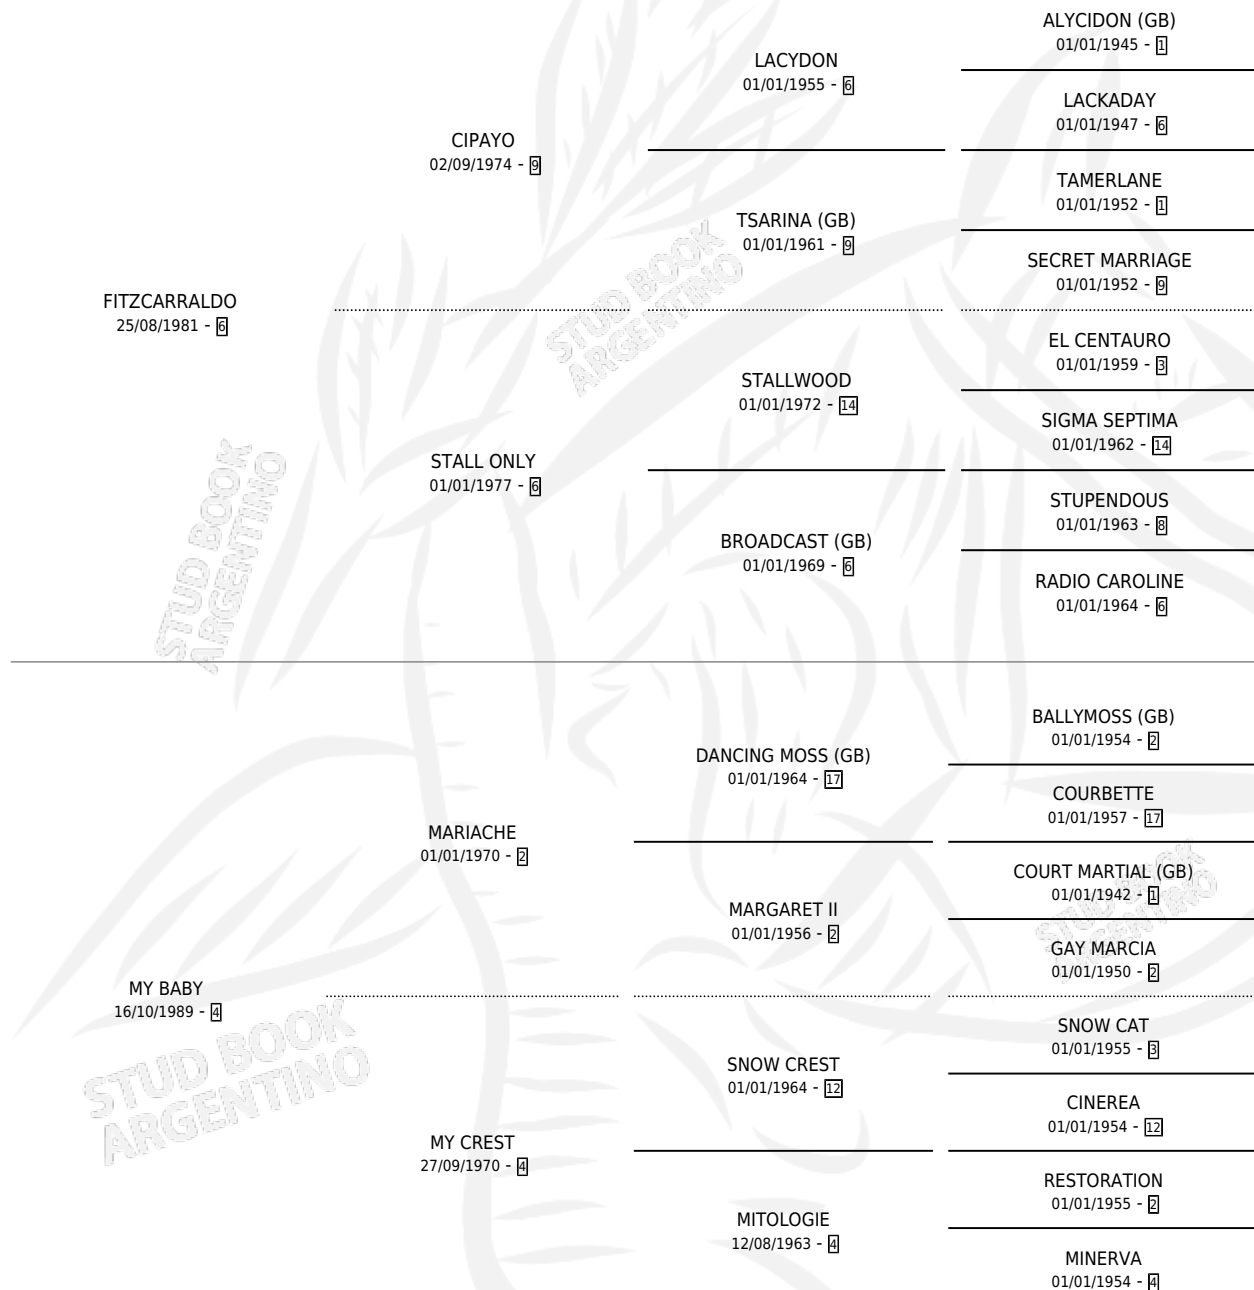 ALYCIDON (GB)
01/01/1945 - 1
LACYDON
01/01/1955 - 6
LACKADAY
01/01/1947 - 6
CIPAYO
02/09/1974 - 9
TAMERLANE
01/01/1952 - 1
TSARINA (GB)
01/01/1961 - 9
SECRET MARRIAGE
01/01/1952 - 9
FITZCARRALDO
25/08/1981 - 6
EL CENTAURO
01/01/1959 - 3
STALLWOOD
01/01/1972 - 14
SIGMA SEPTIMA
01/01/1962 - 14
STALL ONLY
01/01/1977 - 6
STUPENDOUS
01/01/1963 - 8
BROADCAST (GB)
01/01/1969 - 6
RADIO CAROLINE
01/01/1964 - 6
BALLYMOSS (GB)
01/01/1954 - 2
DANCING MOSS (GB)
01/01/1964 - 17
COURBETTE
01/01/1957 - 17
MARIACHE
01/01/1970 - 2
COURT MARTIAL (GB)
01/01/1942 - 1
MARGARET II
01/01/1956 - 2
GAY MARCIA
01/01/1950 - 2
MY BABY
16/10/1989 - 4
SNOW CAT
01/01/1955 - 3
SNOW CREST
01/01/1964 - 12
CINEREA
01/01/1954 - 12
MY CREST
27/09/1970 - 4
RESTORATION
01/01/1955 - 2
MITOLOGIE
12/08/1963 - 4
MINERVA
01/01/1954 - 4
STUD BOOK
ARGENTINO
STUD BOOK
ARGENTINO
STUD BOOK
ARGENTINO
STUD BOOK
ARGENTINO